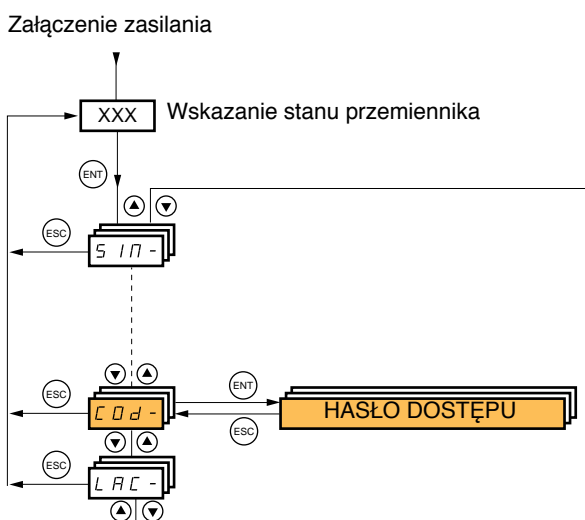 Załączenie zasilania
XXX Wskazanie stanu przemiennika
ENT
ESC
SIM-
ESC
COd-
ENT
HASŁO DOSTĘPU
ESC
ESC
LAC-